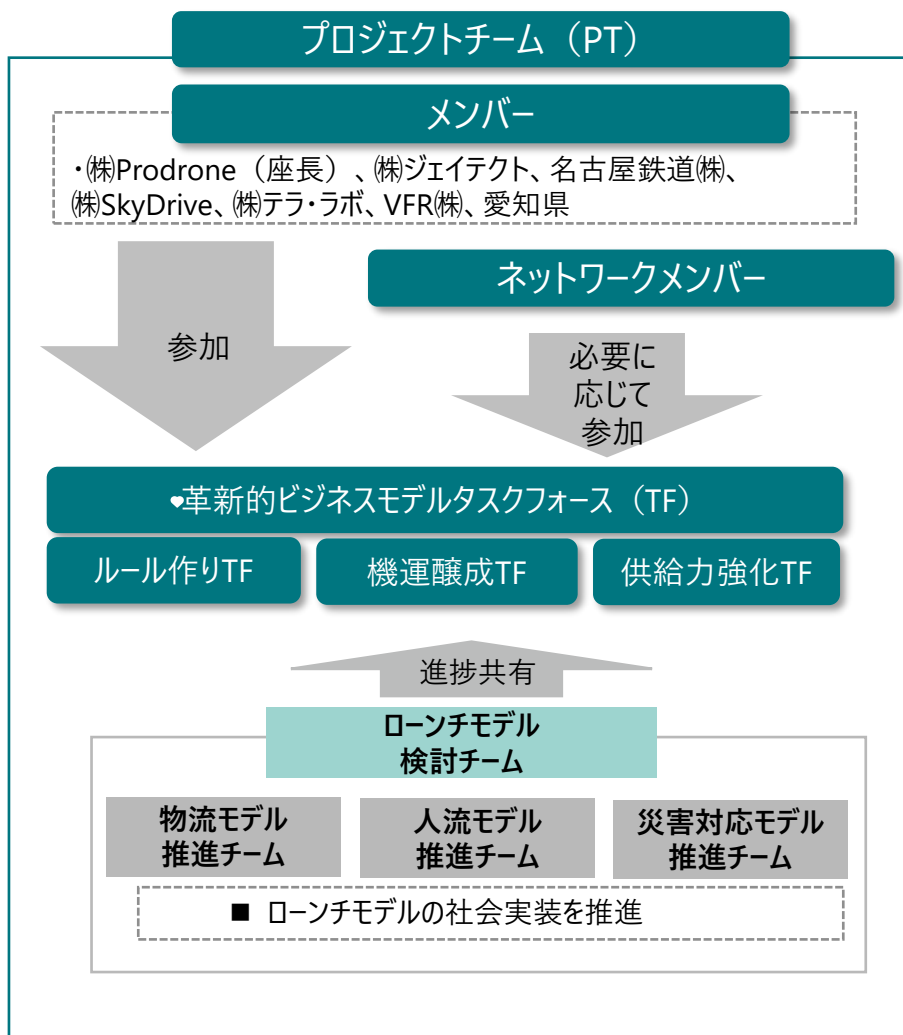 プロジェクトチーム（PT）
メンバー
・㈱Prodrone（座長）、㈱ジェイテクト、名古屋鉄道㈱、
㈱SkyDrive、㈱テラ・ラボ、VFR㈱、愛知県
ネットワークメンバー
参加
必要に
応じて
参加
♥革新的ビジネスモデルタスクフォース（TF）
ルール作りTF
機運醸成TF
供給力強化TF
進捗共有
ローンチモデル
検討チーム
物流モデル
推進チーム
人流モデル
推進チーム
災害対応モデル
推進チーム
■ ローンチモデルの社会実装を推進